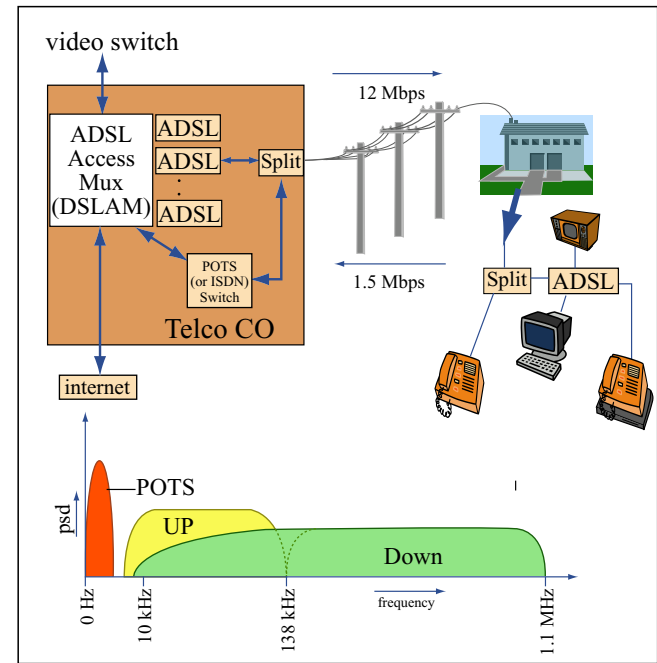 video switch
ADSL
Access
Mux
(DSLAM)
ADSL
ADSL
:
ADSL
Split
POTS
(or ISDN)
Switch
Telco CO
internet
12 Mbps
1.5 Mbps
Split
ADSL
psd
POTS
UP
Down
0 Hz
10 kHz
138 kHz
frequency
1.1 MHz